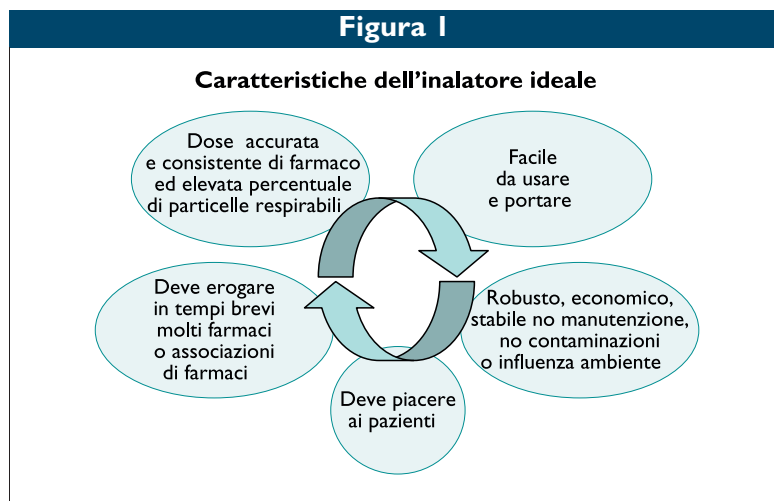 Figura 1
Caratteristiche dell'inalatore ideale
Dose accurata
e consistente di farmaco
ed elevata percentuale
di particelle respirabili
Facile
da usare
e portare
Deve erogare
in tempi brevi
molti farmaci
o associazioni
di farmaci
Robusto, economico,
stabile no manutenzione,
no contaminazioni
o influenza ambiente
Deve piacere
ai pazienti